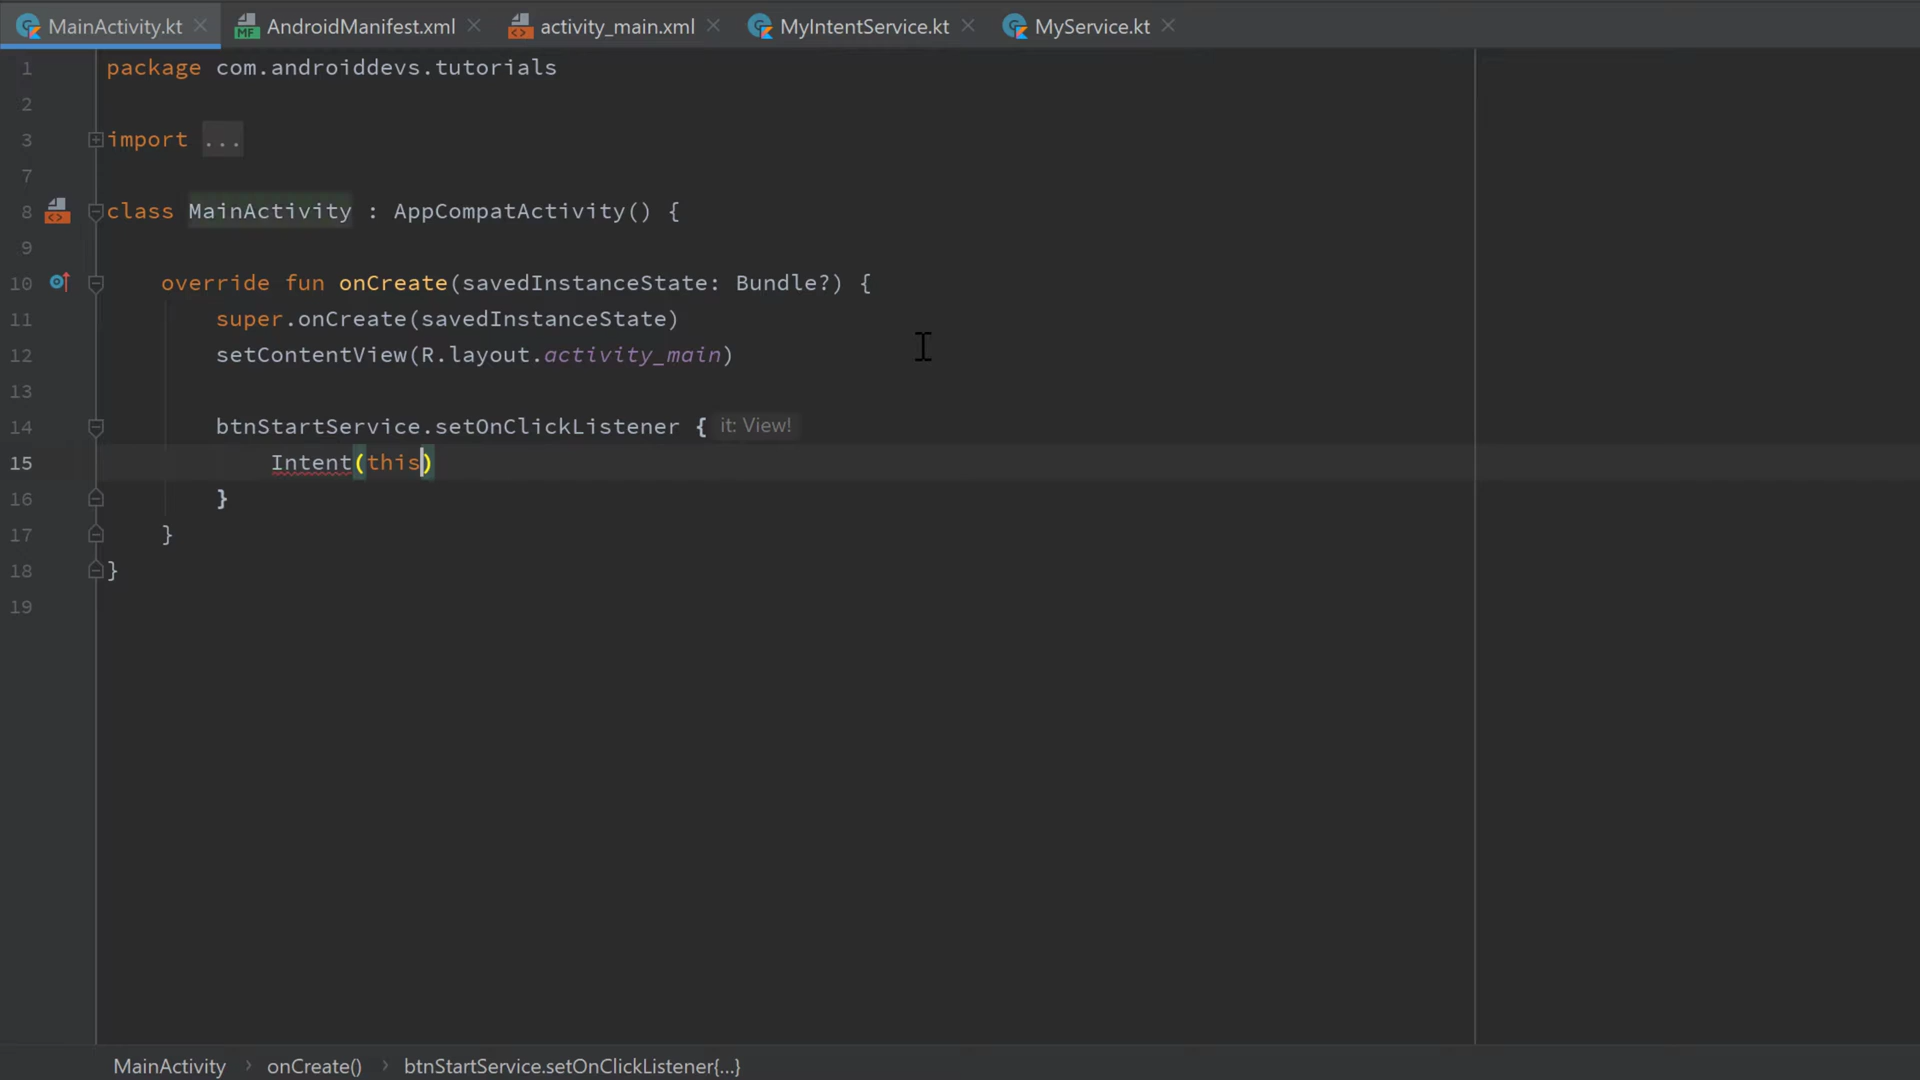 MainActivity.kt AndroidManifest.xml activity_main.xml MyIntentService.kt MyService.kt
1 package com.androiddevs.tutorials
2
3 import ...
7
8 class MainActivity : AppCompatActivity() {
9
10 override fun onCreate(savedInstanceState: Bundle?) {
11 super.onCreate(savedInstanceState)
12 setContentView(R.layout.activity_main)
13
14 btnStartService.setOnClickListener { it: View!
15 Intent(this)
16 }
17 }
18 }
19
MainActivity › onCreate() › btnStartService.setOnClickListener{...}